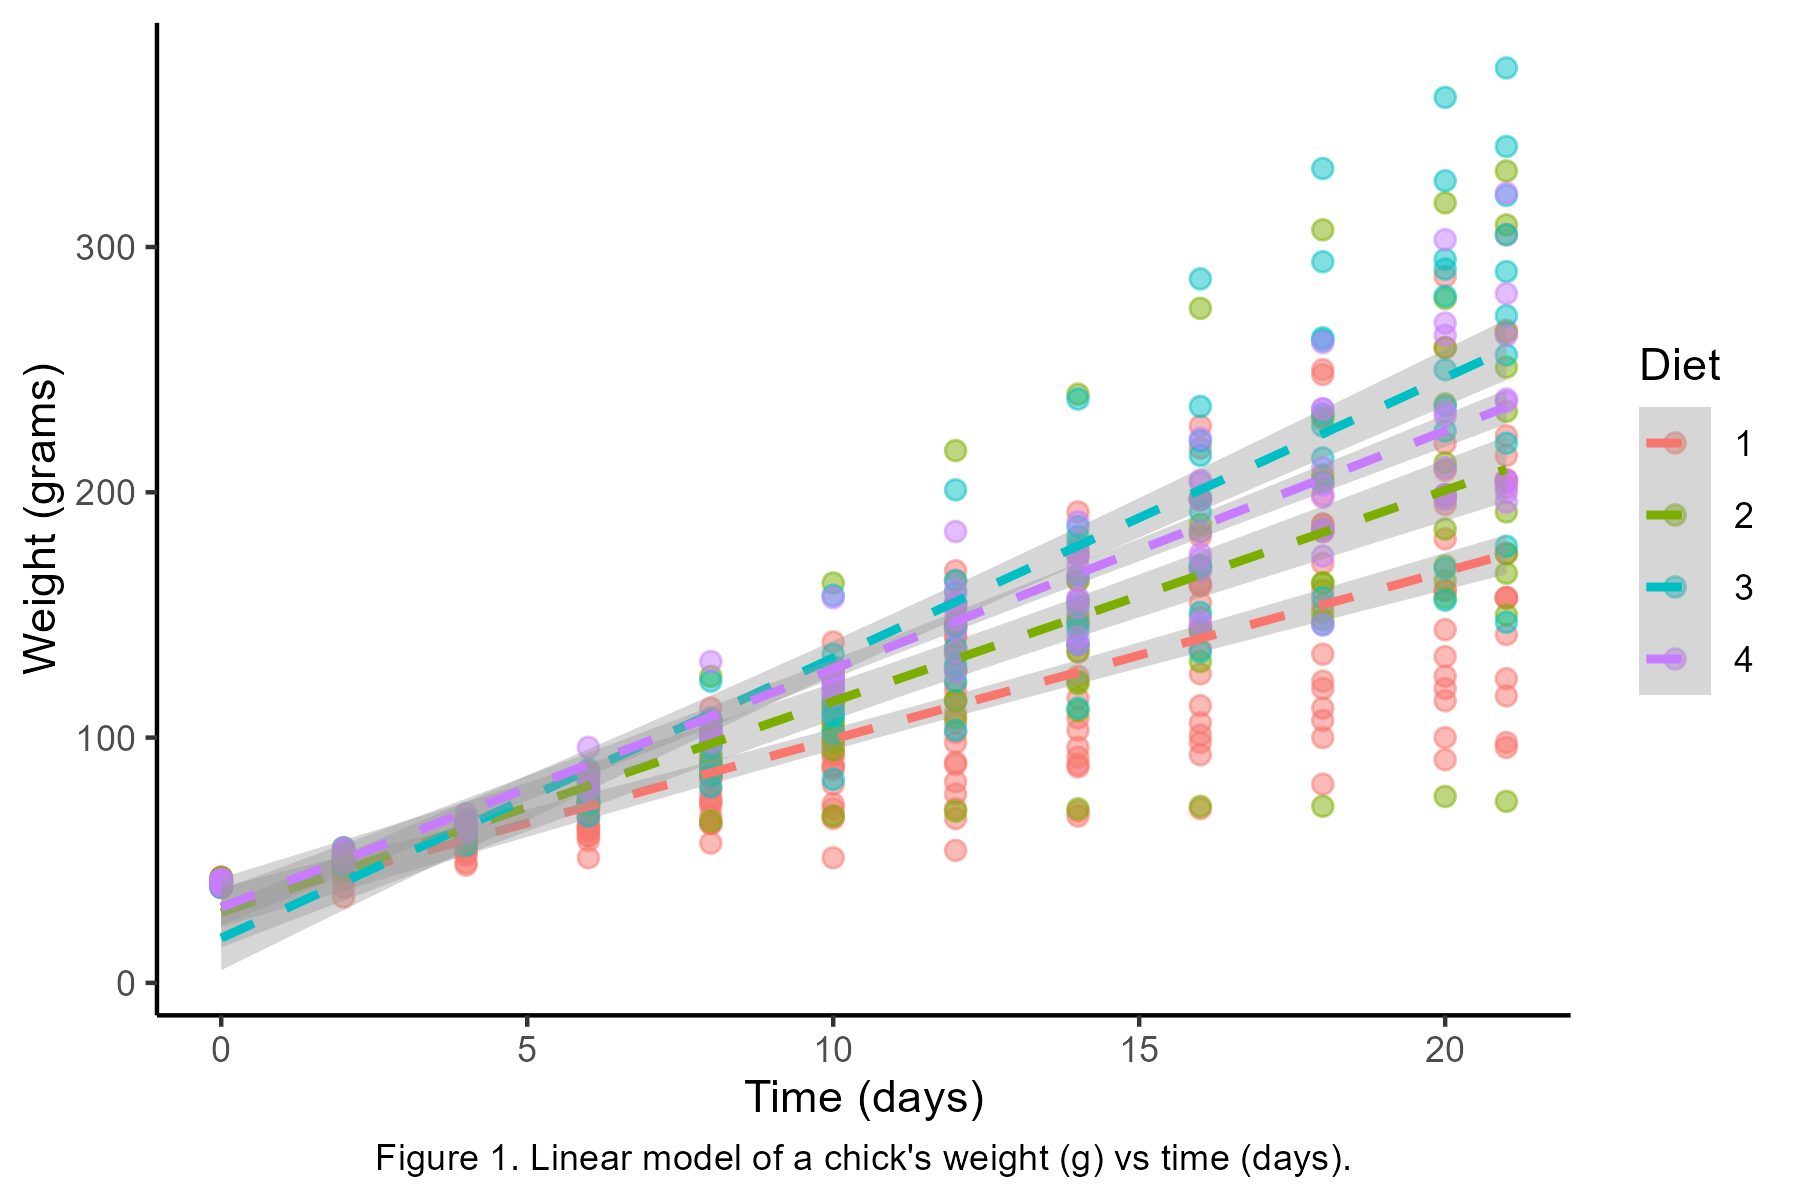 Weight (grams)
300
200
100
0
0 5 10 15 20
Time (days)
Diet
1
2
3
4
Figure 1. Linear model of a chick's weight (g) vs time (days).